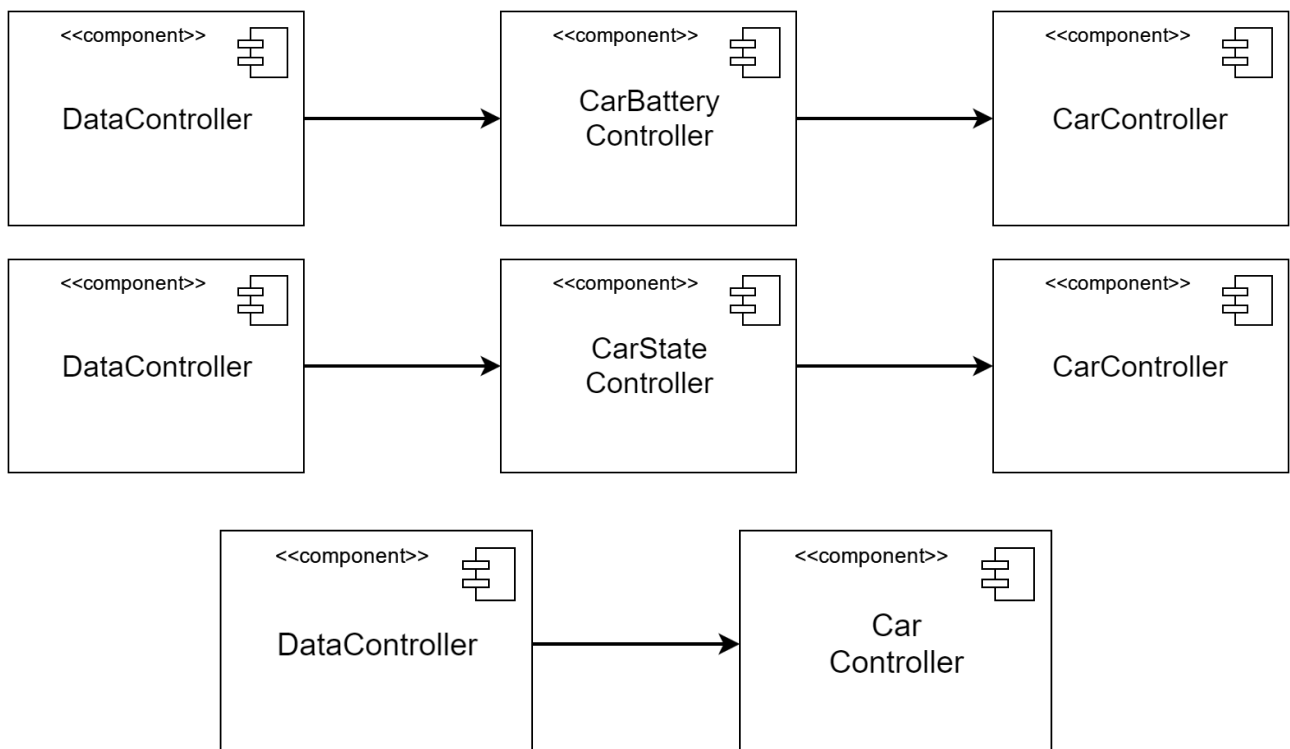 <<component>>
DataController
<<component>>
CarBattery
Controller
<<component>>
CarController
<<component>>
DataController
<<component>>
CarState
Controller
<<component>>
CarController
<<component>>
DataController
<<component>>
Car
Controller